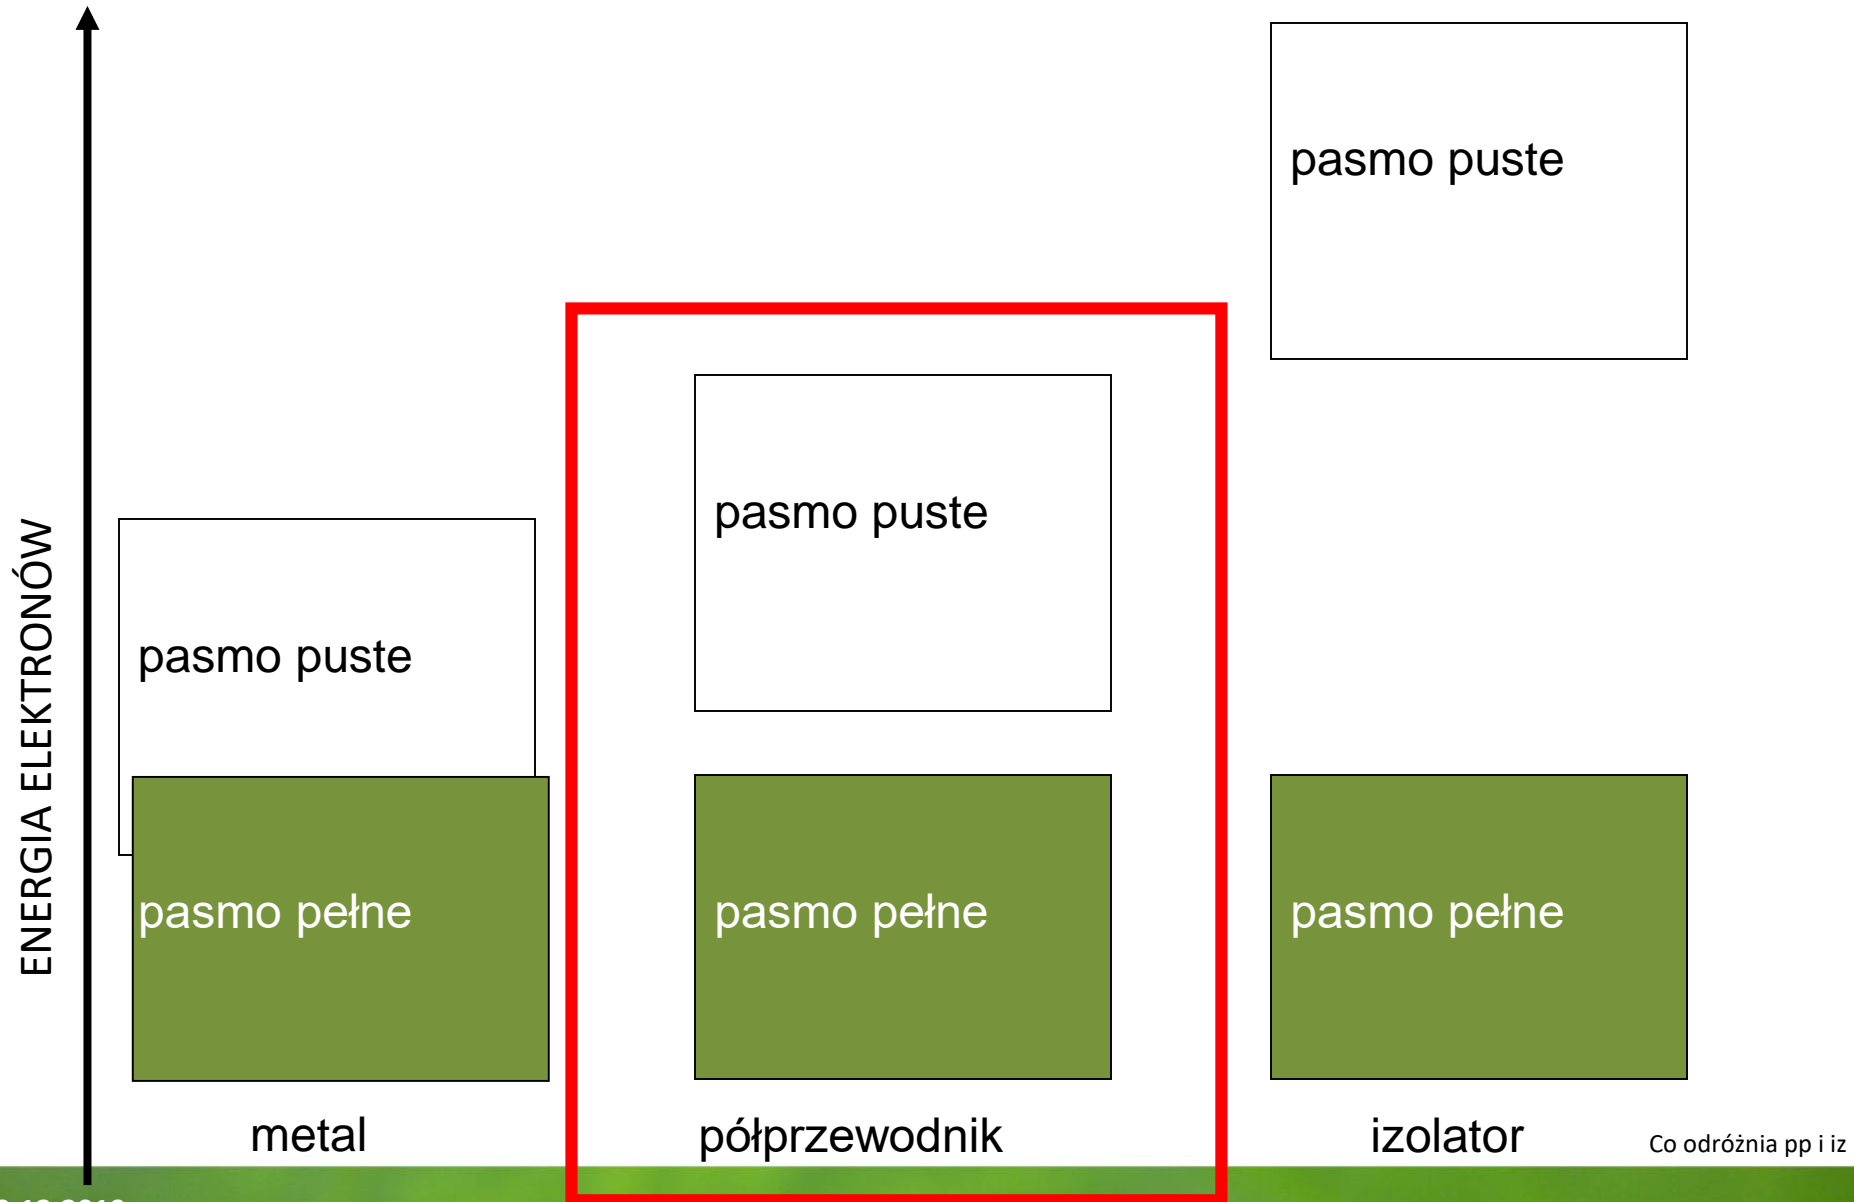 pasmo puste
pasmo puste
ENERGIA ELEKTRONÓW
pasmo puste
pasmo pełne
pasmo pełne
pasmo pełne
metal
półprzewodnik
izolator
Co odróżnia pp i iz